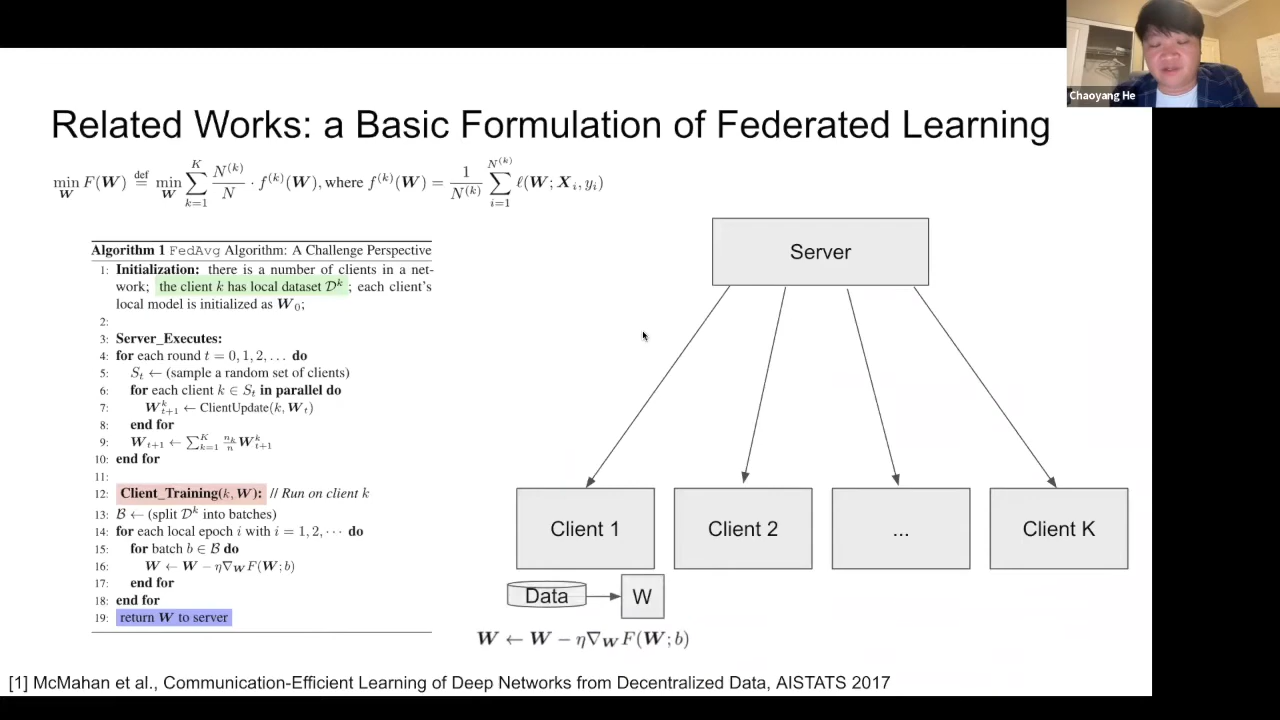 Chaoyang He
Related Works: a Basic Formulation of Federated Learning
min_W F(W) def= min_W ∑_{k=1}^{K} N^{(k)}/N · f^{(k)}(W), where f^{(k)}(W) = 1/N^{(k)} ∑_{i=1}^{N^{(k)}} ℓ(W; X_i, y_i)
Algorithm 1 FedAvg Algorithm: A Challenge Perspective
1: Initialization: there is a number of clients in a net-
work; the client k has local dataset D^k ; each client's
local model is initialized as W_0;
2:
3: Server_Executes:
4: for each round t = 0, 1, 2, ... do
5: S_t ← (sample a random set of clients)
6: for each client k ∈ S_t in parallel do
7: W_{t+1}^k ← ClientUpdate(k, W_t)
8: end for
9: W_{t+1} ← ∑_{k=1}^{K} n_k/n W_{t+1}^k
10: end for
11:
12: Client_Training(k, W): // Run on client k
13: B ← (split D^k into batches)
14: for each local epoch i with i = 1, 2, ··· do
15: for batch b ∈ B do
16: W ← W − η∇_W F(W; b)
17: end for
18: end for
19: return W to server
Server
Client 1
Client 2
...
Client K
Data
W
W ← W − η∇_W F(W; b)
[1] McMahan et al., Communication-Efficient Learning of Deep Networks from Decentralized Data, AISTATS 2017